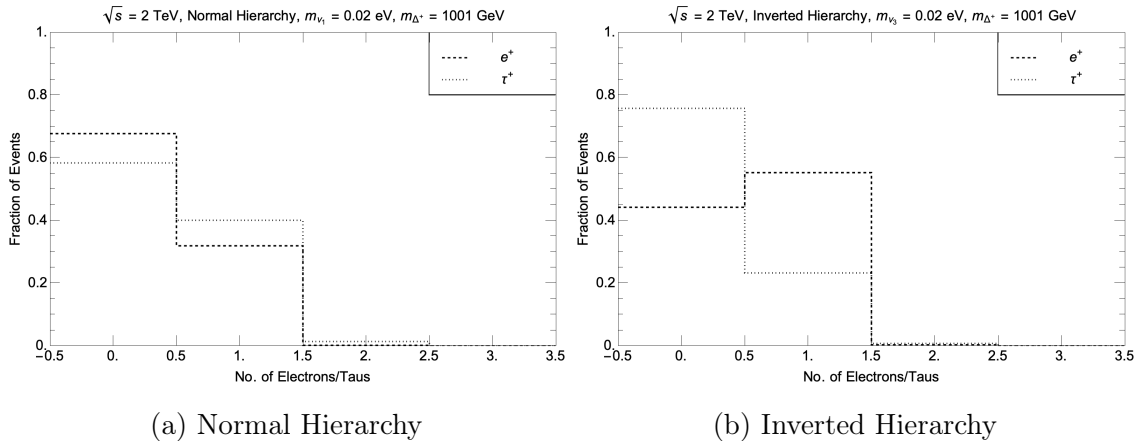 √s = 2 TeV, Normal Hierarchy, mν₁ = 0.02 eV, mΔ⁺ = 1001 GeV
1.
0.8
0.6
0.4
0.2
0.
Fraction of Events
e⁺
τ⁺
−0.5 0. 0.5 1. 1.5 2. 2.5 3. 3.5
No. of Electrons/Taus
(a) Normal Hierarchy
√s = 2 TeV, Inverted Hierarchy, mν₃ = 0.02 eV, mΔ⁺ = 1001 GeV
1.
0.8
0.6
0.4
0.2
0.
Fraction of Events
e⁺
τ⁺
−0.5 0. 0.5 1. 1.5 2. 2.5 3. 3.5
No. of Electrons/Taus
(b) Inverted Hierarchy